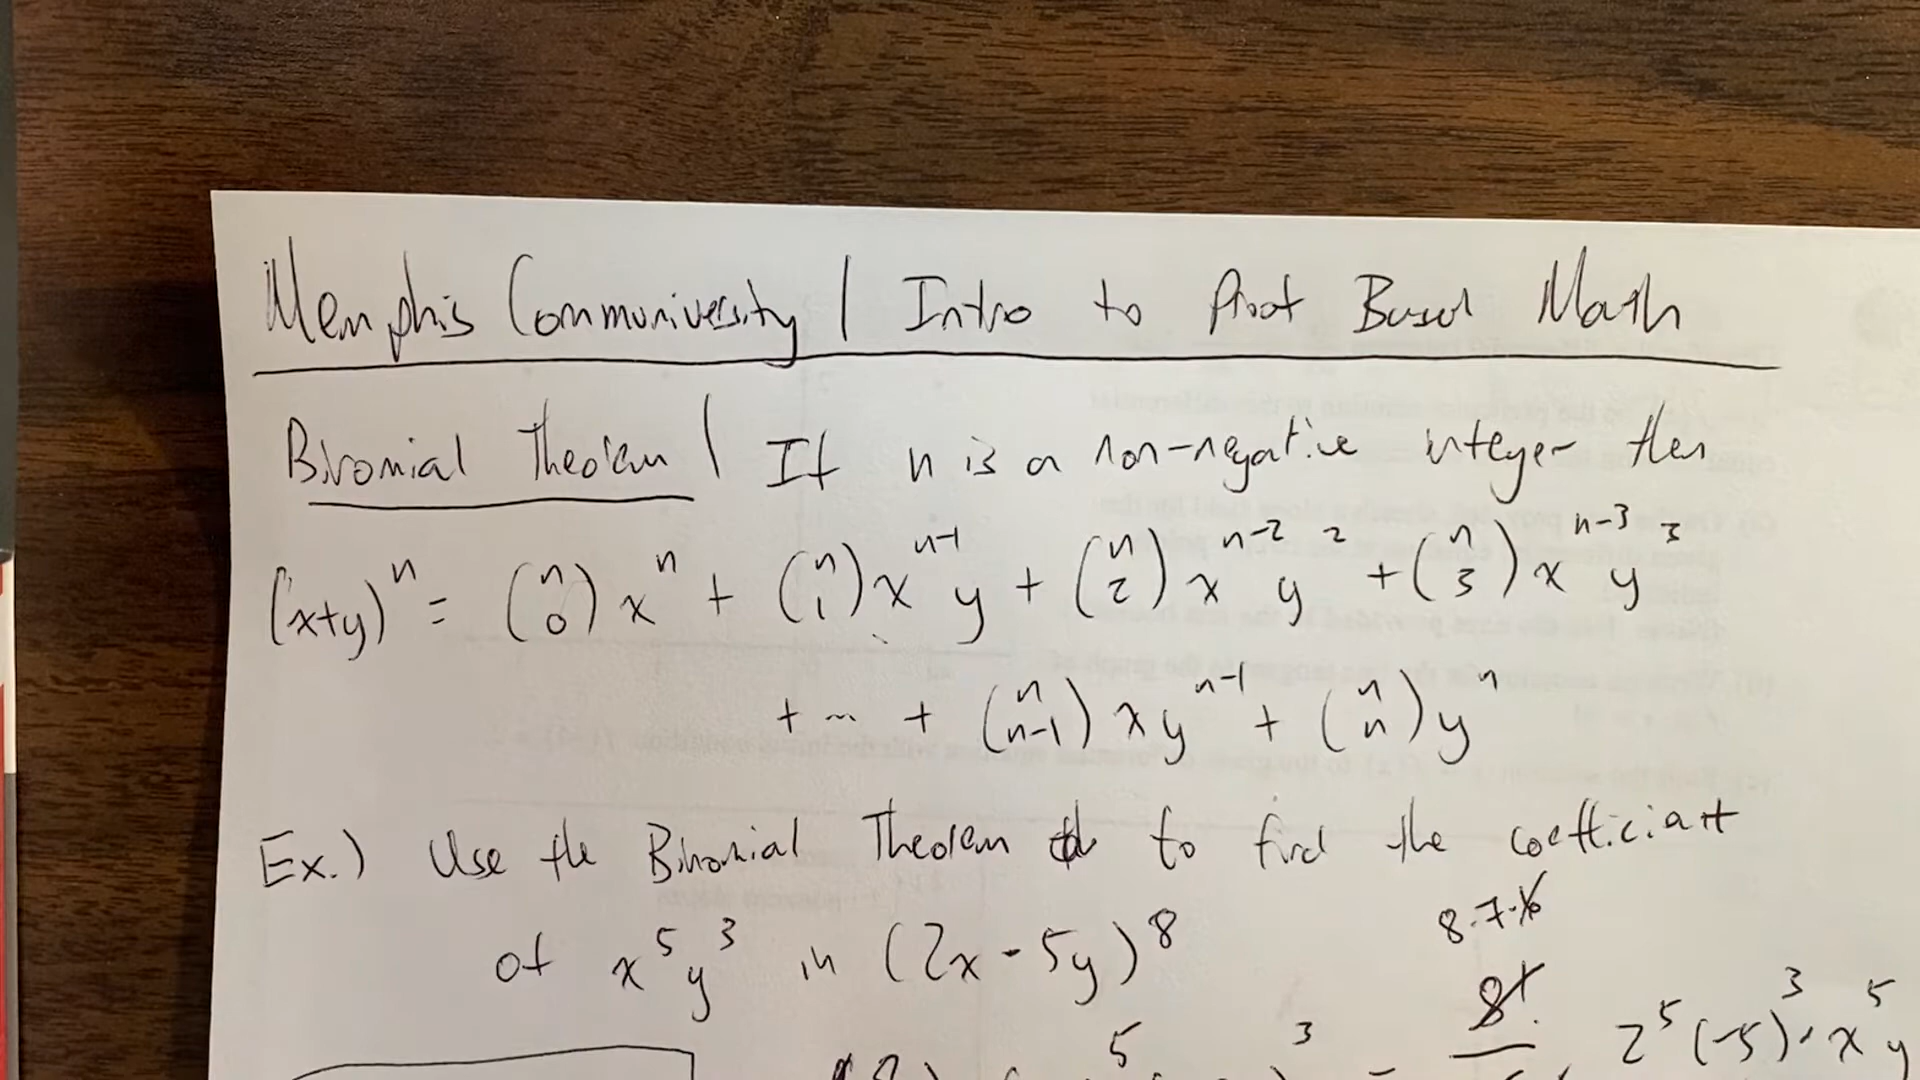 Memphis Communiversity | Intro to Proof Based Math
Binomial Theorem | If n is a non-negative integer then
(x+y)^n = (n 0) x^n + (n 1) x^{n-1} y + (n 2) x^{n-2} y^2 + (n 3) x^{n-3} y^3
+ ... + (n n-1) x y^{n-1} + (n n) y^n
Ex.) Use the Binomial Theorem to find the coefficient
of x^5 y^3 in (2x - 5y)^8
8·7·6
8!
5 3 = 2^5 (-5)^3 · x^5 y